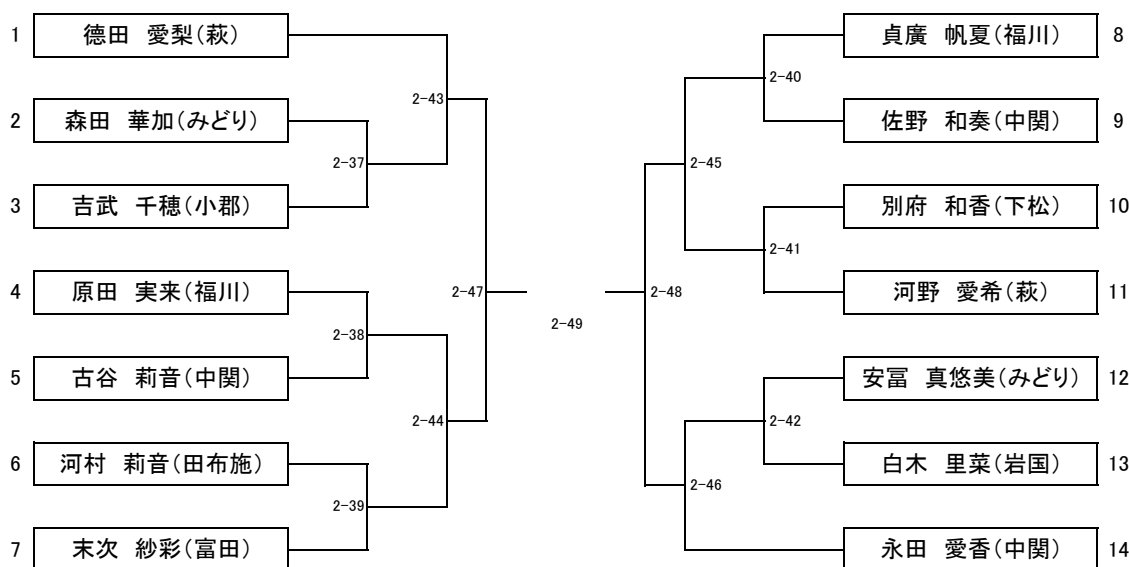 1 德田 愛梨(萩)
2-43
2 森田 華加(みどり)
2-37
3 吉武 千穂(小郡)
2-47
4 原田 実来(福川)
2-38
5 古谷 莉音(中関)
2-44
6 河村 莉音(田布施)
2-39
7 末次 紗彩(富田)
2-49
貞廣 帆夏(福川) 8
2-40
佐野 和奏(中関) 9
2-45
別府 和香(下松) 10
2-41
河野 愛希(萩) 11
2-48
安冨 真悠美(みどり) 12
2-42
白木 里菜(岩国) 13
2-46
永田 愛香(中関) 14